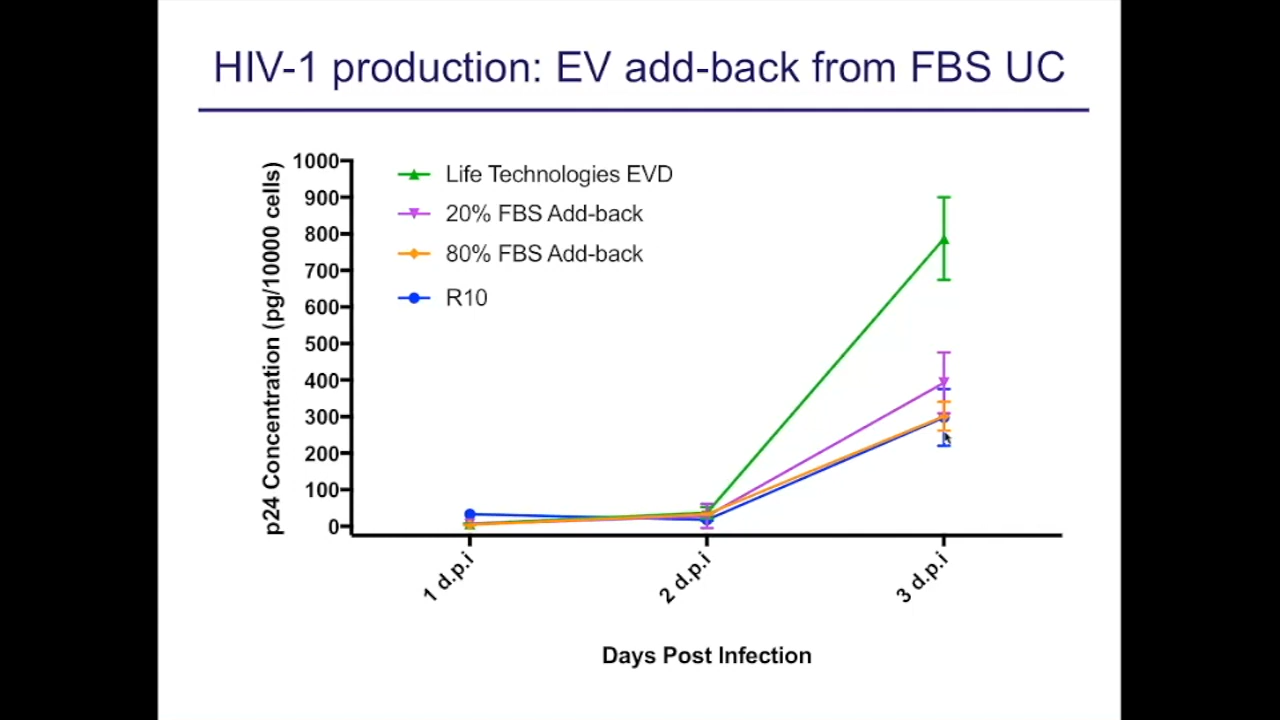 HIV-1 production: EV add-back from FBS UC
p24 Concentration (pg/10000 cells)
1000
900
800
700
600
500
400
300
200
100
0
Life Technologies EVD
20% FBS Add-back
80% FBS Add-back
R10
1 d.p.i
2 d.p.i
3 d.p.i
Days Post Infection